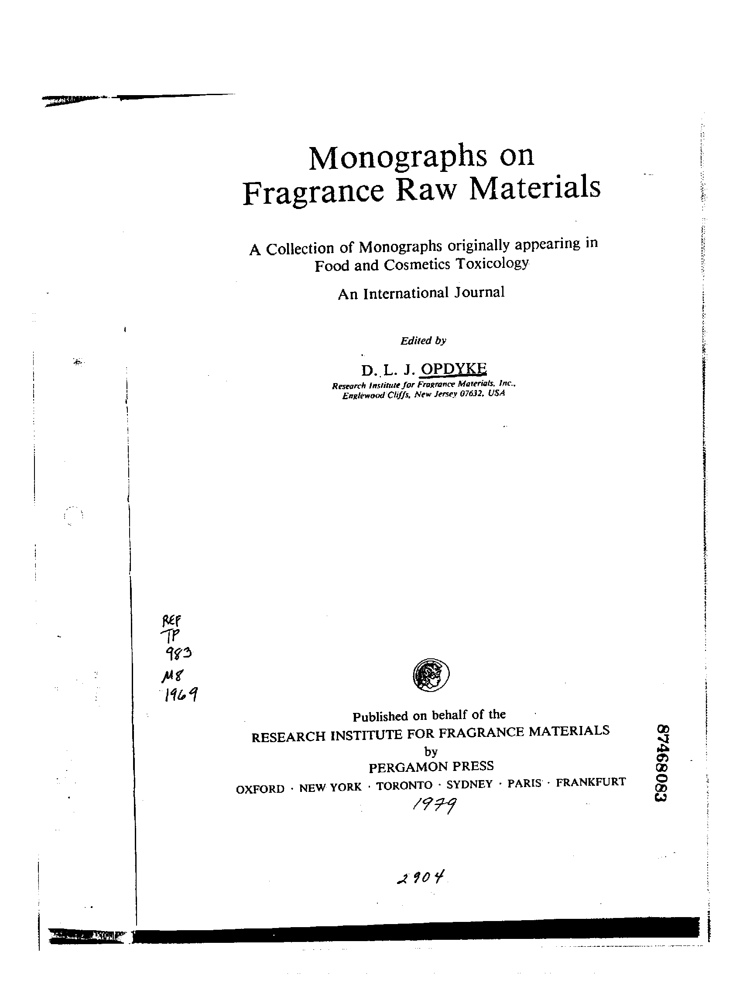 Monographs on
Fragrance Raw Materials
A Collection of Monographs originally appearing in
Food and Cosmetics Toxicology
An International Journal
Edited by
D. L. J. OPDYKE
Research Institute for Fragrance Materials, Inc.,
Englewood Cliffs, New Jersey 07632, USA
REF
TP
983
M8
1969
Published on behalf of the
RESEARCH INSTITUTE FOR FRAGRANCE MATERIALS
by
PERGAMON PRESS
OXFORD · NEW YORK · TORONTO · SYDNEY · PARIS · FRANKFURT
1979
2904
87468083